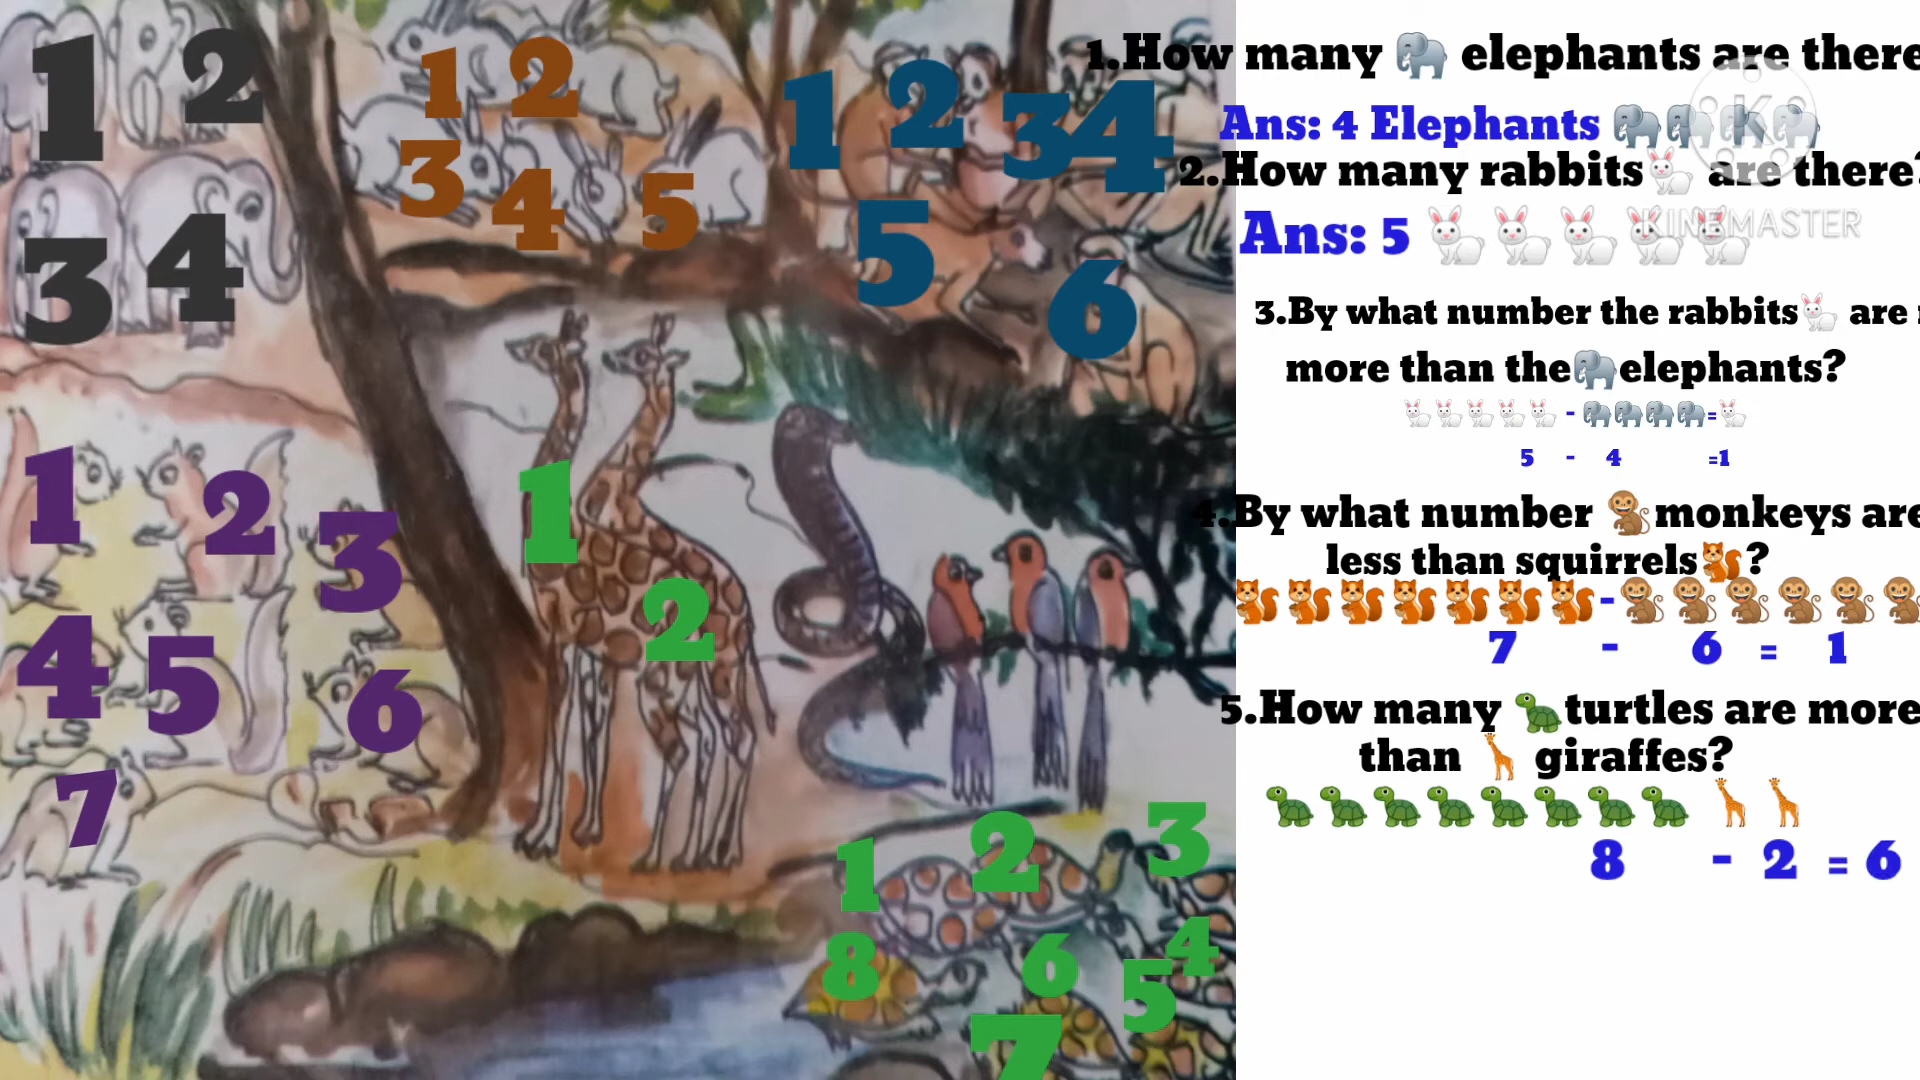 1 2
3 4
1 2
3 4 5
1 2 3 4
5 6
1 2 3
4 5 6
7
1
2
1 2 3
8 6 5 4
7
1.How many 🐘 elephants are there
Ans: 4 Elephants 🐘🐘🐘🐘
2.How many rabbits🐇 are there?
KINEMASTER
Ans: 5 🐇🐇🐇🐇🐇
3.By what number the rabbits🐇 are
more than the🐘elephants?
🐇🐇🐇🐇🐇 - 🐘🐘🐘🐘=🐇
5 - 4 =1
4.By what number 🐒monkeys are
less than squirrels🐿?
🐿🐿🐿🐿🐿🐿🐿-🐒🐒🐒🐒🐒🐒
7 - 6 = 1
5.How many 🐢turtles are more
than 🦒 giraffes?
🐢🐢🐢🐢🐢🐢🐢🐢 🦒🦒
8 - 2 = 6